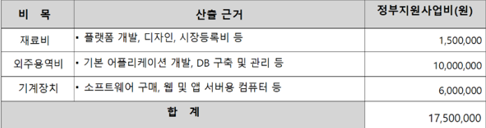 비 목 산출 근거 정부지원사업비(원)
재료비 • 플랫폼 개발, 디자인, 시장등록비 등 1,500,000
외주용역비 • 기본 어플리케이션 개발, DB 구축 및 관리 등 10,000,000
기계장치 • 소프트웨어 구매, 웹 및 앱 서버용 컴퓨터 등 6,000,000
합 계 17,500,000